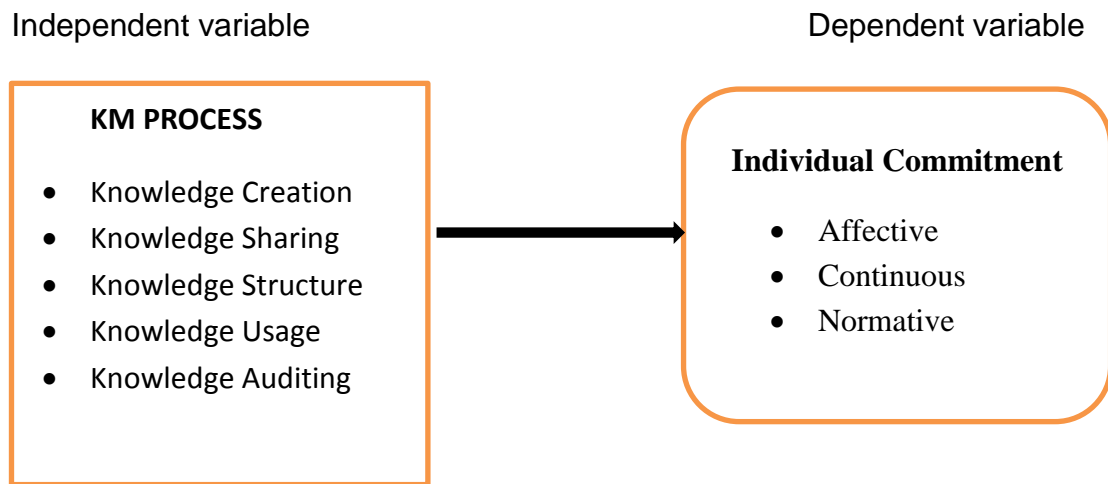 Independent variable
Dependent variable
KM PROCESS
• Knowledge Creation
• Knowledge Sharing
• Knowledge Structure
• Knowledge Usage
• Knowledge Auditing
Individual Commitment
• Affective
• Continuous
• Normative